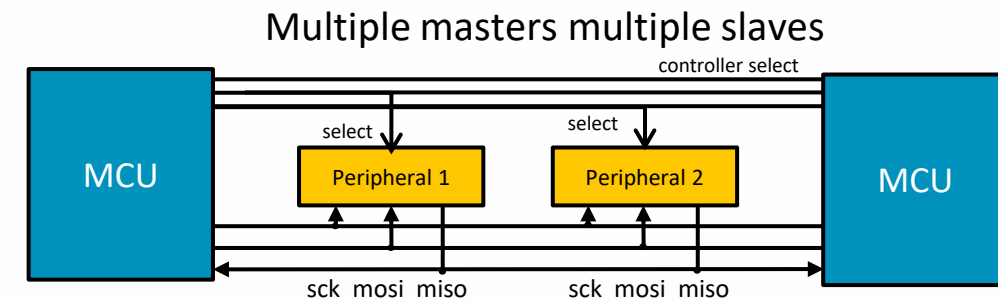 Multiple masters multiple slaves
controller select
select
select
MCU
Peripheral 1
Peripheral 2
MCU
sck mosi miso
sck mosi miso